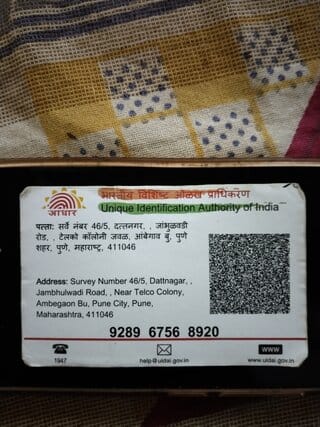 भारतीय विशिष्ट ओळख प्राधिकरण
Unique Identification Authority of India
आधार
पत्ता: सर्वे नंबर 46/5, दत्तनगर, , जांभुळवडी
रोड, , टेलको कॉलोनी जवळ, आंबेगाव बु, पुणे
शहर, पुणे, महाराष्ट्र, 411046
Address: Survey Number 46/5, Dattnagar, ,
Jambhulwadi Road, , Near Telco Colony,
Ambegaon Bu, Pune City, Pune,
Maharashtra, 411046
9289 6756 8920
1947
help@uidai.gov.in
www
www.uidai.gov.in